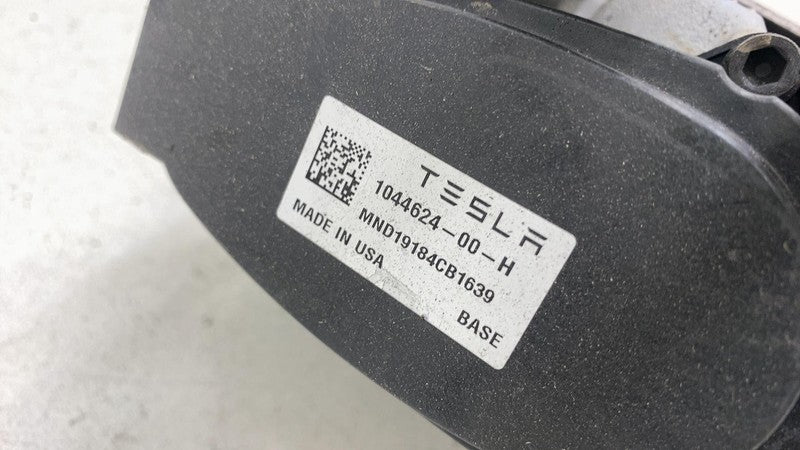 TESLA
1044624-00-H
MND19184CB1639
MADE IN USA
BASE